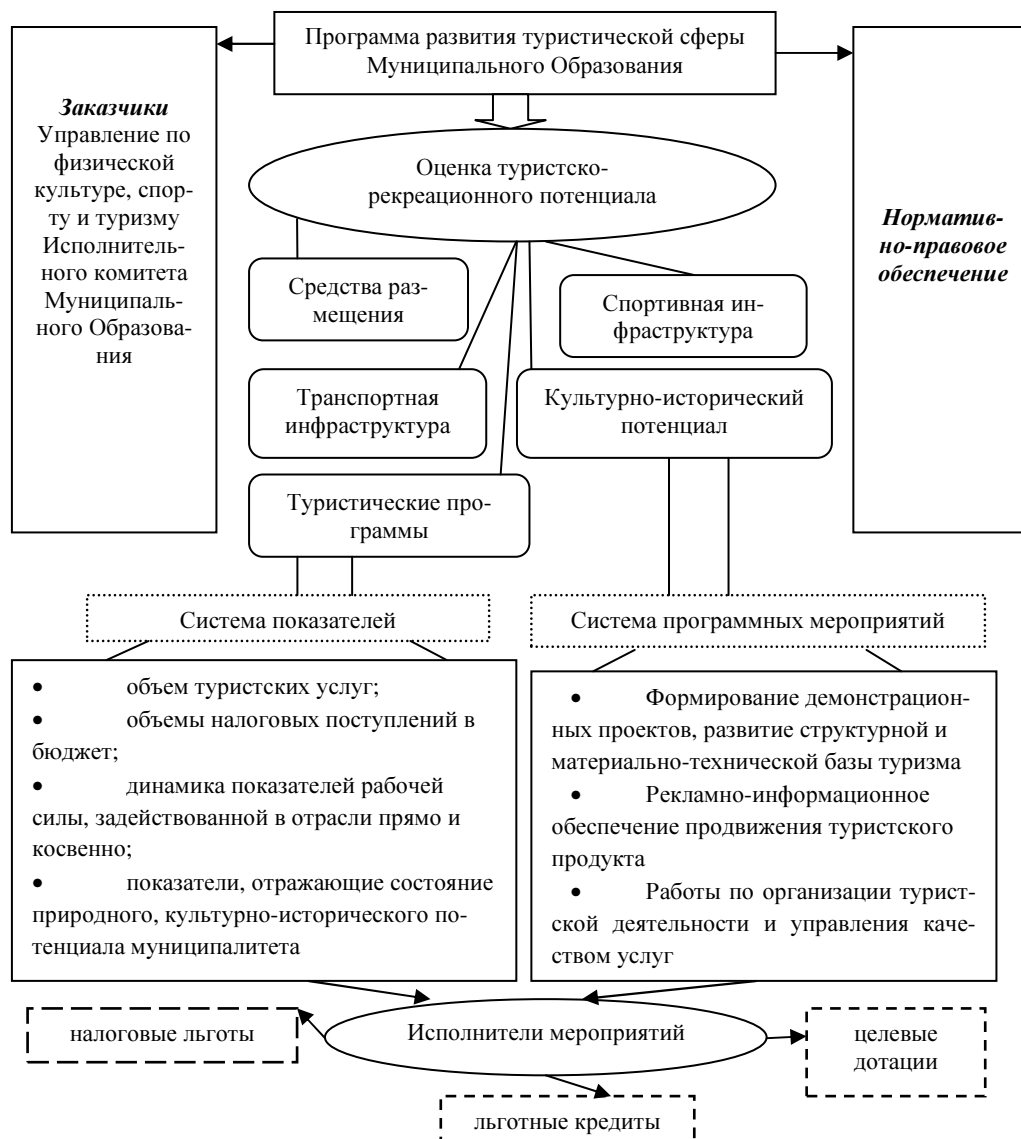 Программа развития туристической сферы
Муниципального Образования
Заказчики
Управление по
физической
культуре, спор-
ту и туризму
Исполнитель-
ного комитета
Муниципаль-
ного Образова-
ния
Оценка туристско-
рекреационного потенциала
Норматив-
но-правовое
обеспечение
Средства раз-
мещения
Спортивная ин-
фраструктура
Транспортная
инфраструктура
Культурно-исторический
потенциал
Туристические про-
граммы
Система показателей
Система программных мероприятий
• объем туристских услуг;
• объемы налоговых поступлений в
бюджет;
• динамика показателей рабочей
силы, задействованной в отрасли прямо и
косвенно;
• показатели, отражающие состояние
природного, культурно-исторического по-
тенциала муниципалитета
• Формирование демонстрацион-
ных проектов, развитие структурной и
материально-технической базы туризма
• Рекламно-информационное
обеспечение продвижения туристского
продукта
• Работы по организации турист-
ской деятельности и управления каче-
ством услуг
налоговые льготы
Исполнители мероприятий
целевые
дотации
льготные кредиты